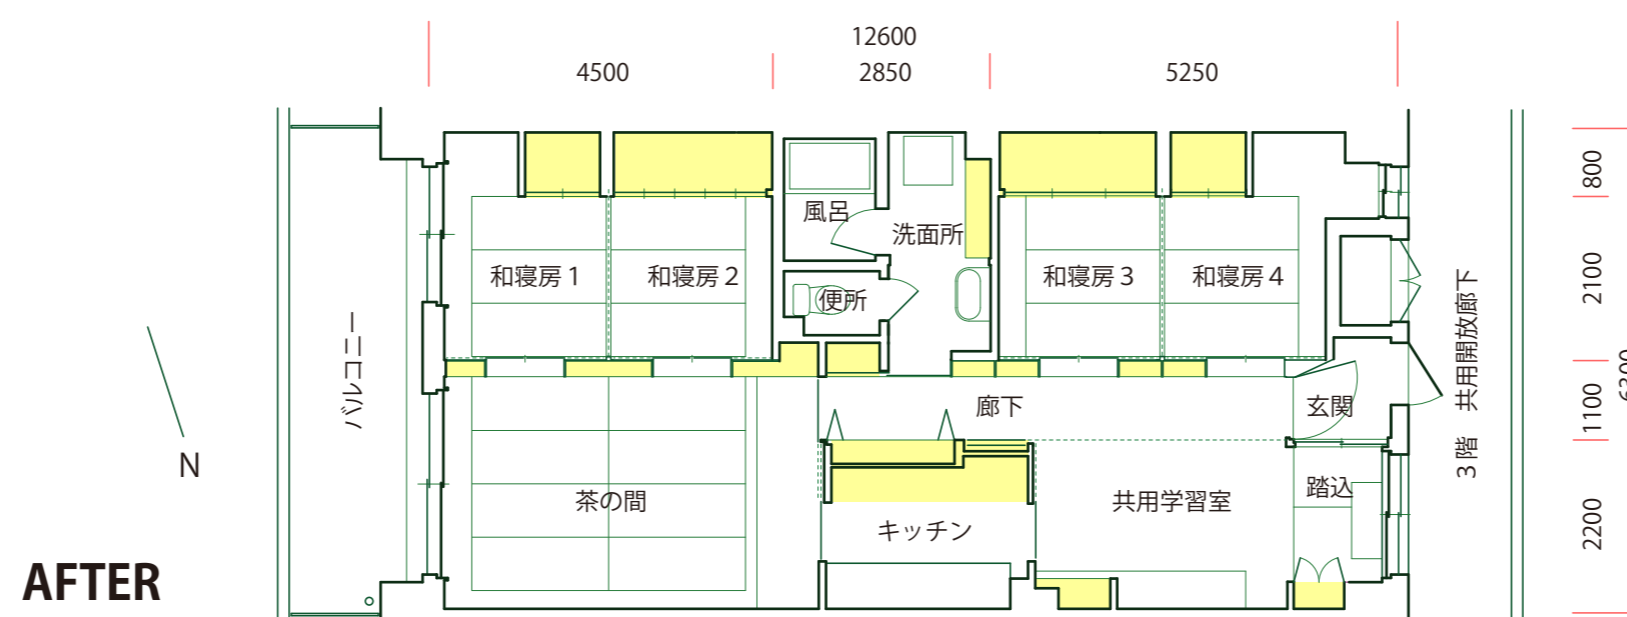 12600
4500
2850
5250
800
2100
1100
2200
6300
風呂
洗面所
和寝房1
和寝房2
便所
和寝房3
和寝房4
バルコニー
廊下
玄関
3階 共用開放廊下
N
茶の間
キッチン
共用学習室
踏込
AFTER